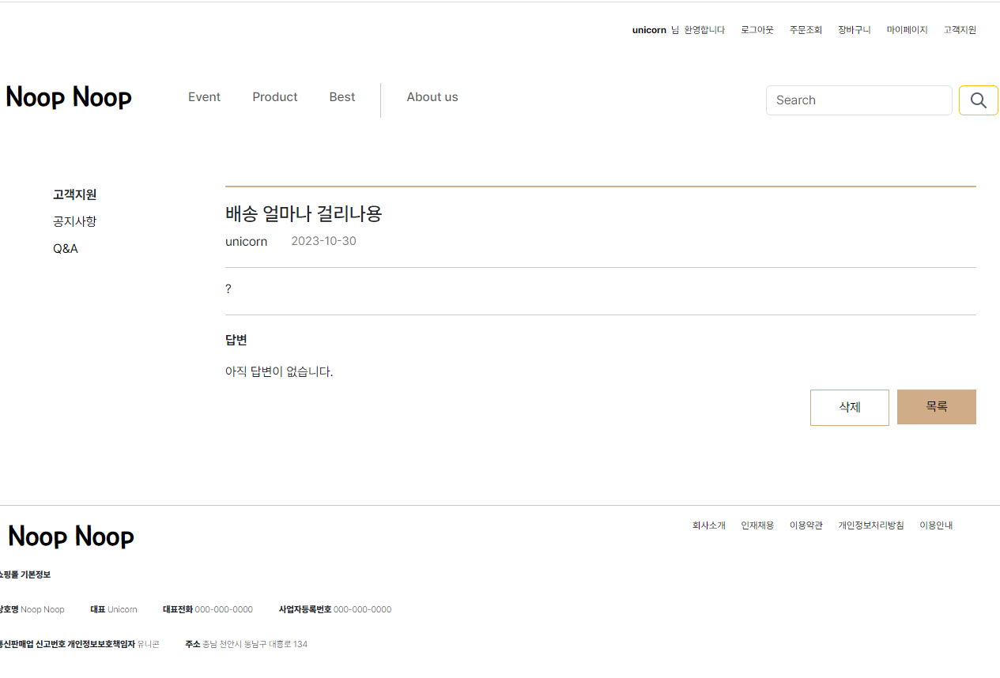 unicorn 님 환영합니다 로그아웃 주문조회 장바구니 마이페이지 고객지원
Noop Noop Event Product Best About us Search
고객지원
공지사항
Q&A
배송 얼마나 걸리나용
unicorn 2023-10-30
?
답변
아직 답변이 없습니다.
삭제 목록
Noop Noop 회사소개 인재채용 이용약관 개인정보처리방침 이용안내
쇼핑몰 기본정보
상호명 Noop Noop 대표 Unicorn 대표전화 000-000-0000 사업자등록번호 000-000-0000
통신판매업 신고번호 개인정보보호책임자 유니콘 주소 충남 천안시 동남구 대흥로 134